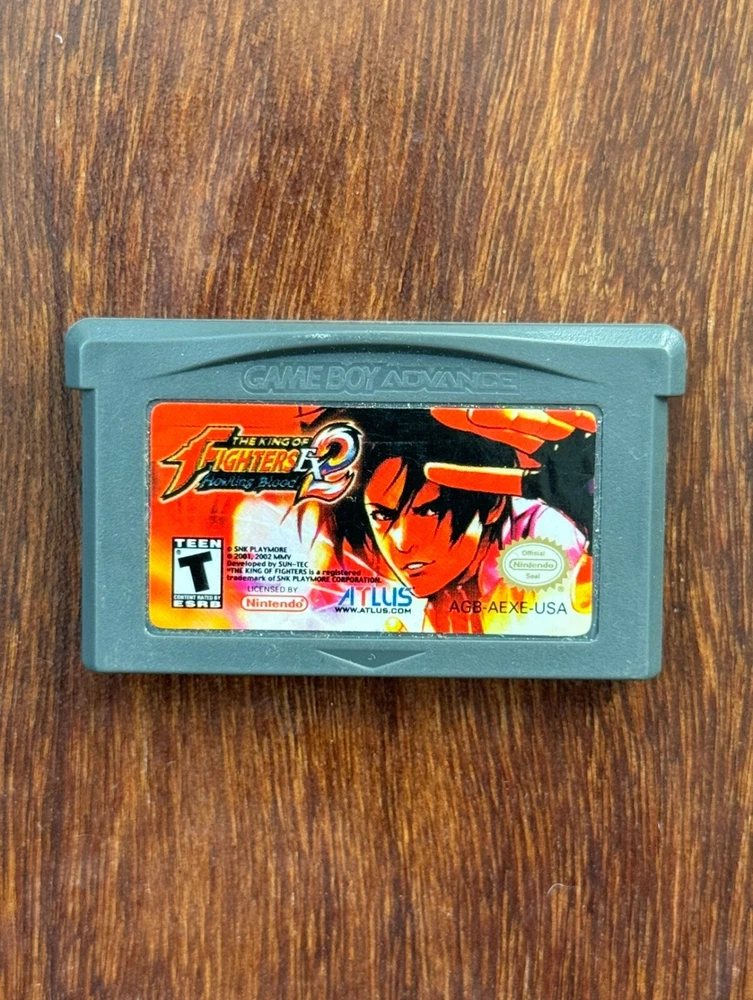 GAME BOY ADVANCE
THE KING OF
FIGHTERS EX2
Howling Blood
TEEN
T
CONTENT RATED BY
ESRB
© SNK PLAYMORE
© 2001, 2002 MMV
Developed by SUN-TEC
"THE KING OF FIGHTERS is a registered
trademark of SNK PLAYMORE CORPORATION.
LICENSED BY
Nintendo
ATLUS
WWW.ATLUS.COM
Official
Nintendo
Seal
AGB-AEXE-USA